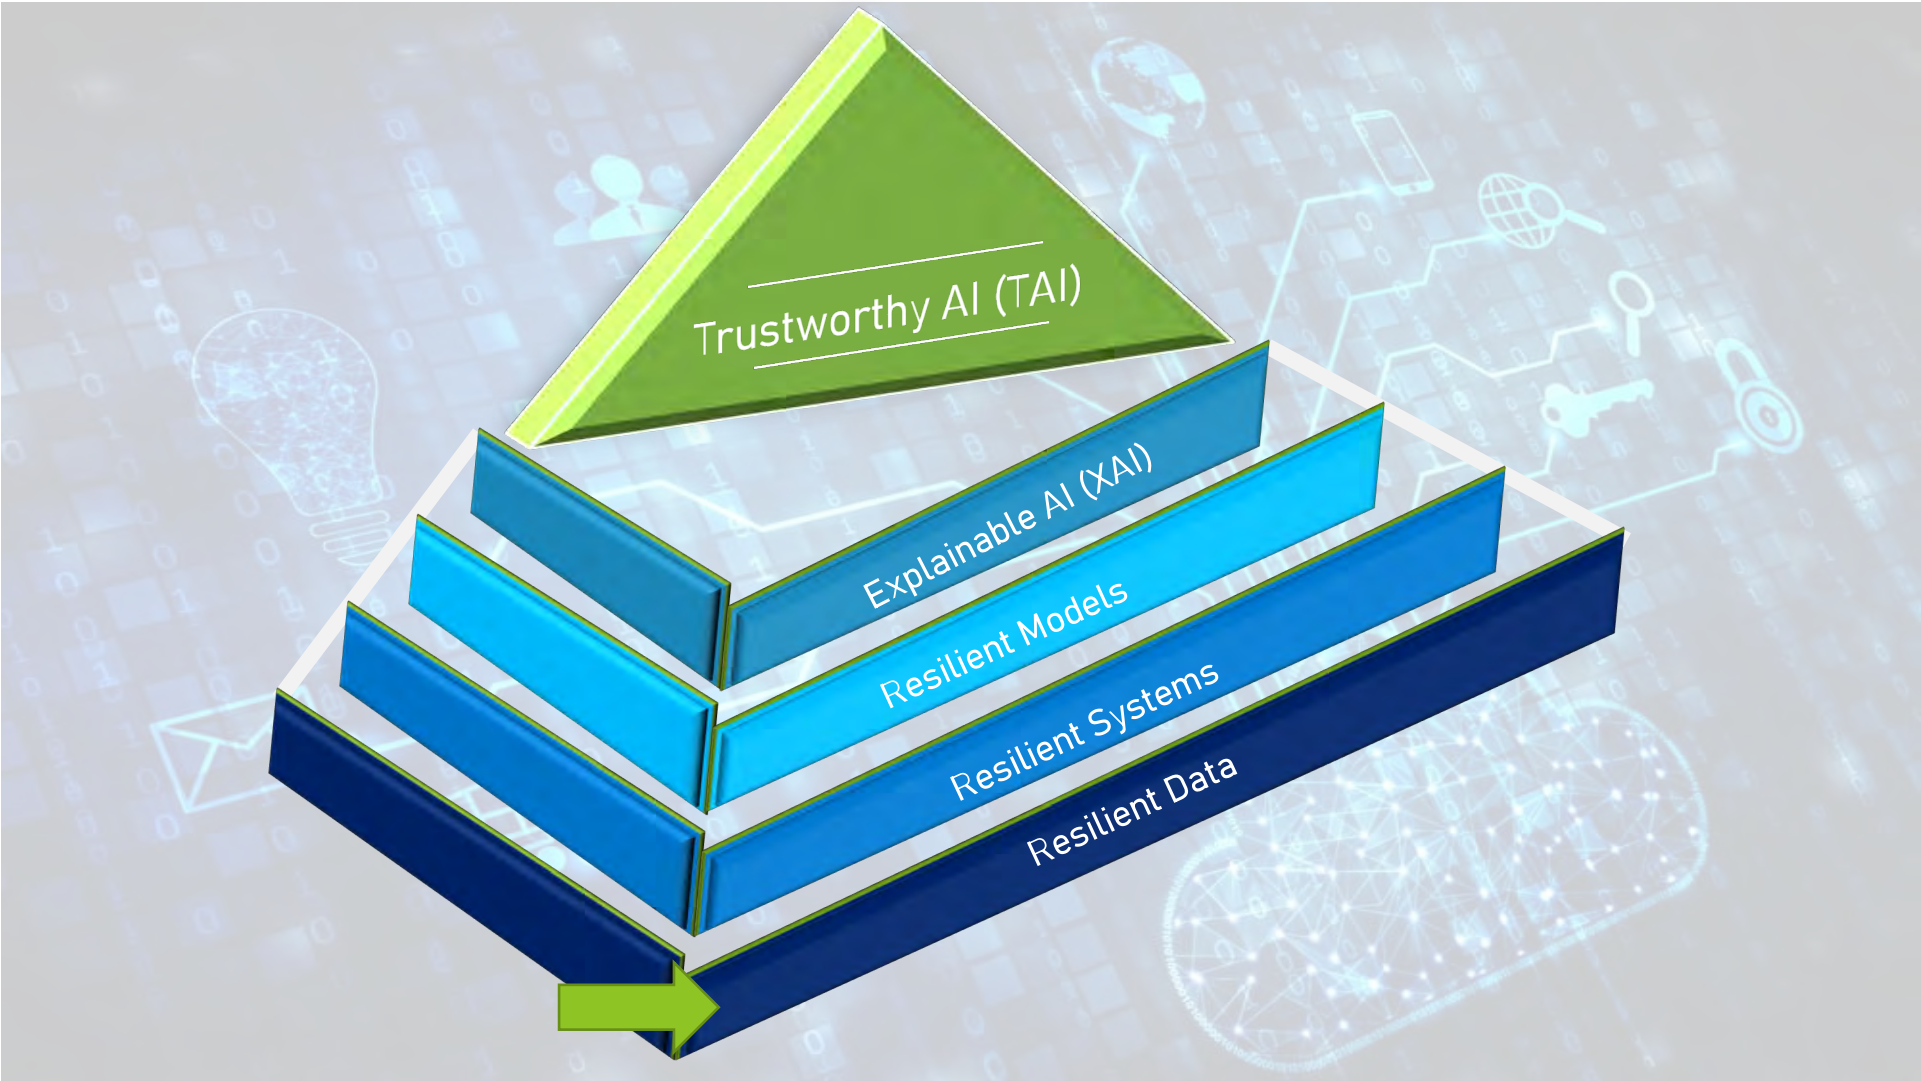 Trustworthy AI (TAI)
Explainable AI (XAI)
Resilient Models
Resilient Systems
Resilient Data